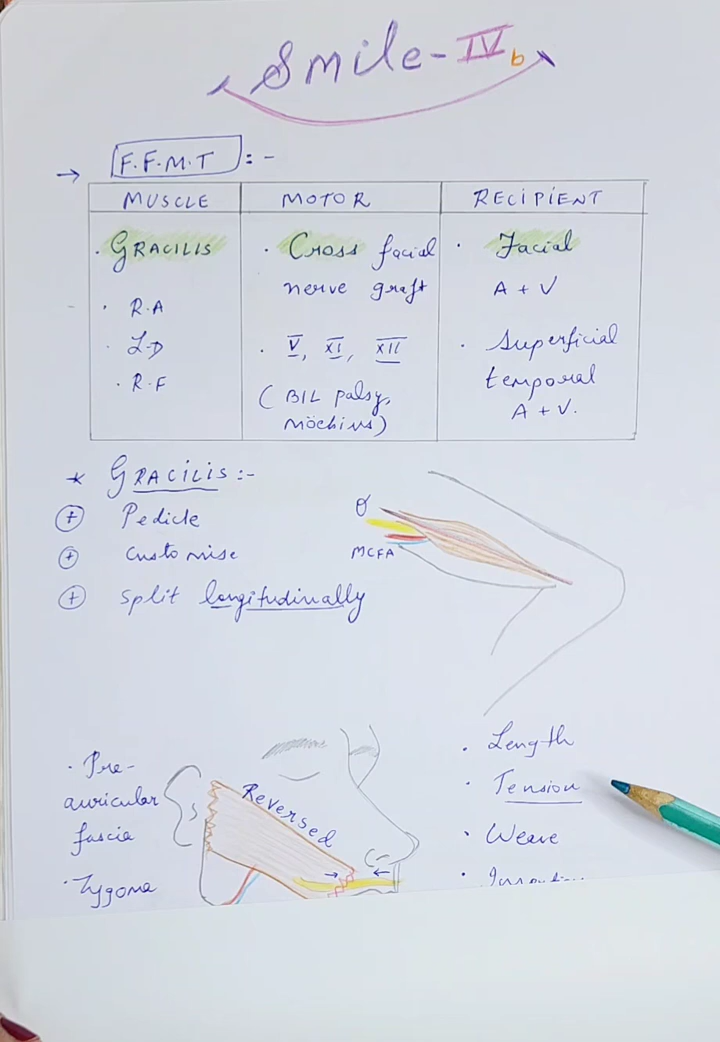 Smile-IVb
→ F.F.M.T :-
MUSCLE MOTOR RECIPIENT
· GRACILIS
· R.A
· L.D
· R.F
· Cross facial
nerve graft
· V, XI, XII
(BIL palsy,
möebius)
· Facial
A + V
· Superficial
temporal
A + V.
* GRACILIS:-
+ Pedicle
+ Customise
+ Split longitudinally
O
MCFA
· Pre-
auricular
fascia
· Zygoma
Reversed
· Length
· Tension
· Weave